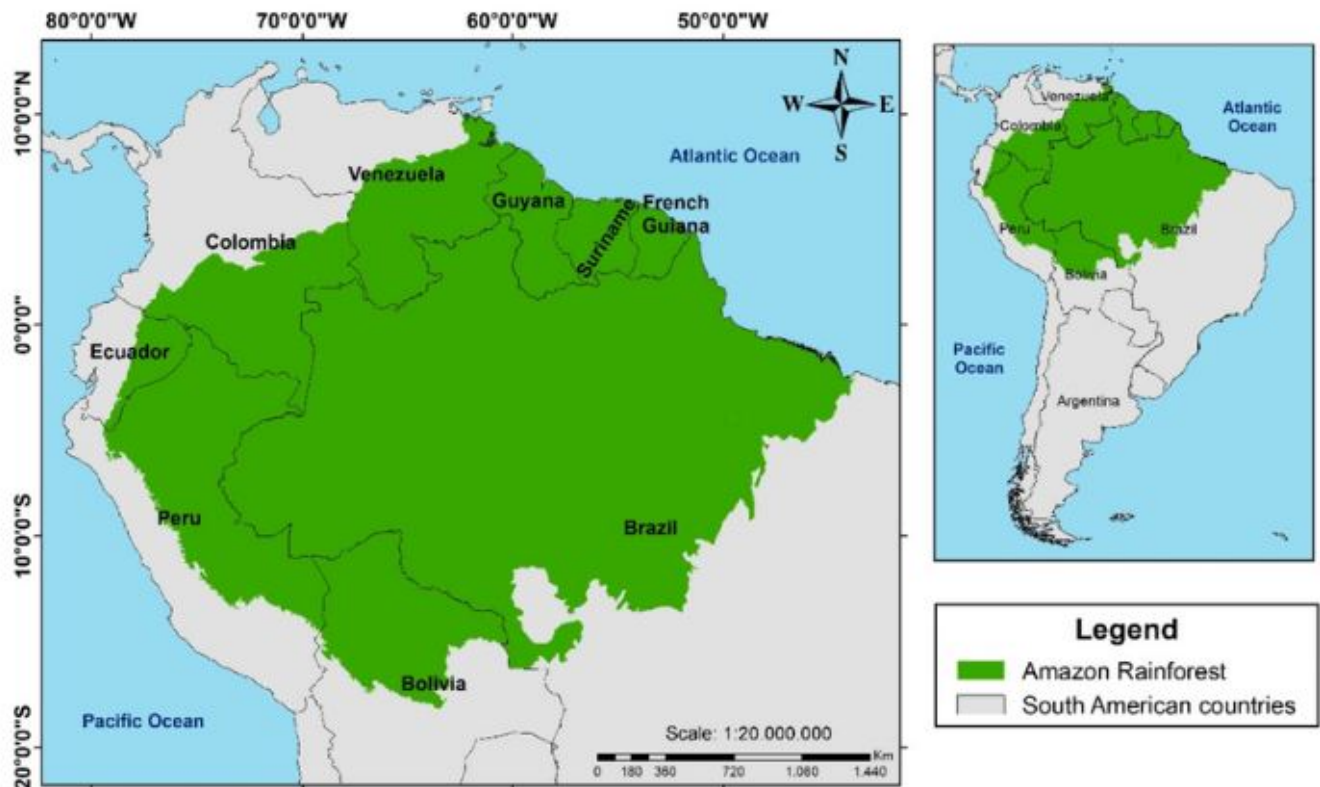 80°0'0"W 70°0'0"W 60°0'0"W 50°0'0"W
10°0'0"N
0°0'0"
10°0'0"S
20°0'0"S
N
W E
S
Atlantic Ocean
Venezuela
Guyana
Suriname
French
Guiana
Colombia
Ecuador
Peru
Brazil
Bolivia
Pacific Ocean
Scale: 1:20.000.000
Km
0 180 360 720 1.080 1.440
Venezuela
Colombia
Atlantic
Ocean
Peru
Brazil
Bolivia
Pacific
Ocean
Argentina
Legend
Amazon Rainforest
South American countries